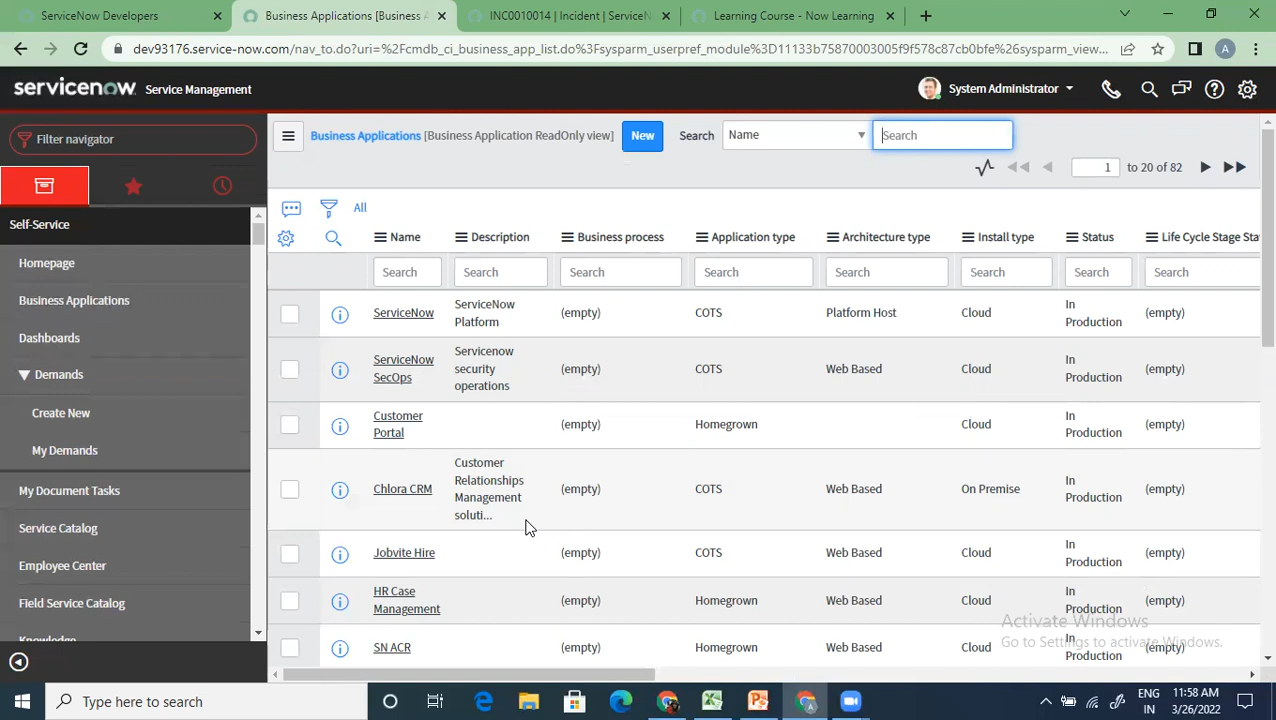 ServiceNow Developers
Business Applications [Business A
INC0010014 | Incident | ServiceN
Learning Course - Now Learning
dev93176.service-now.com/nav_to.do?uri=%2Fcmdb_ci_business_app_list.do%3Fsysparm_userpref_module%3D11133b75870003005f9f578c87cb0bfe%26sysparm_view...
A
servicenow Service Management
System Administrator
Filter navigator
Business Applications [Business Application ReadOnly view] New Search Name Search
1 to 20 of 82
Self-Service
Homepage
Business Applications
Dashboards
Demands
Create New
My Demands
My Document Tasks
Service Catalog
Employee Center
Field Service Catalog
Knowledge
All
Name Description Business process Application type Architecture type Install type Status Life Cycle Stage Sta
Search Search Search Search Search Search Search Search
ServiceNow
ServiceNow
Platform
(empty) COTS Platform Host Cloud
In
Production
(empty)
ServiceNow
SecOps
Servicenow
security
operations
(empty) COTS Web Based Cloud
In
Production
(empty)
Customer
Portal
(empty) Homegrown Cloud
In
Production
(empty)
Chlora CRM
Customer
Relationships
Management
soluti...
(empty) COTS Web Based On Premise
In
Production
(empty)
Jobvite Hire (empty) COTS Web Based Cloud
In
Production
(empty)
HR Case
Management
(empty) Homegrown Web Based Cloud
In
Production
(empty)
SN ACR (empty) Homegrown Web Based Cloud
In
Production
(empty)
Activate Windows
Go to Settings to activate Windows.
Type here to search
ENG
IN
11:58 AM
3/26/2022